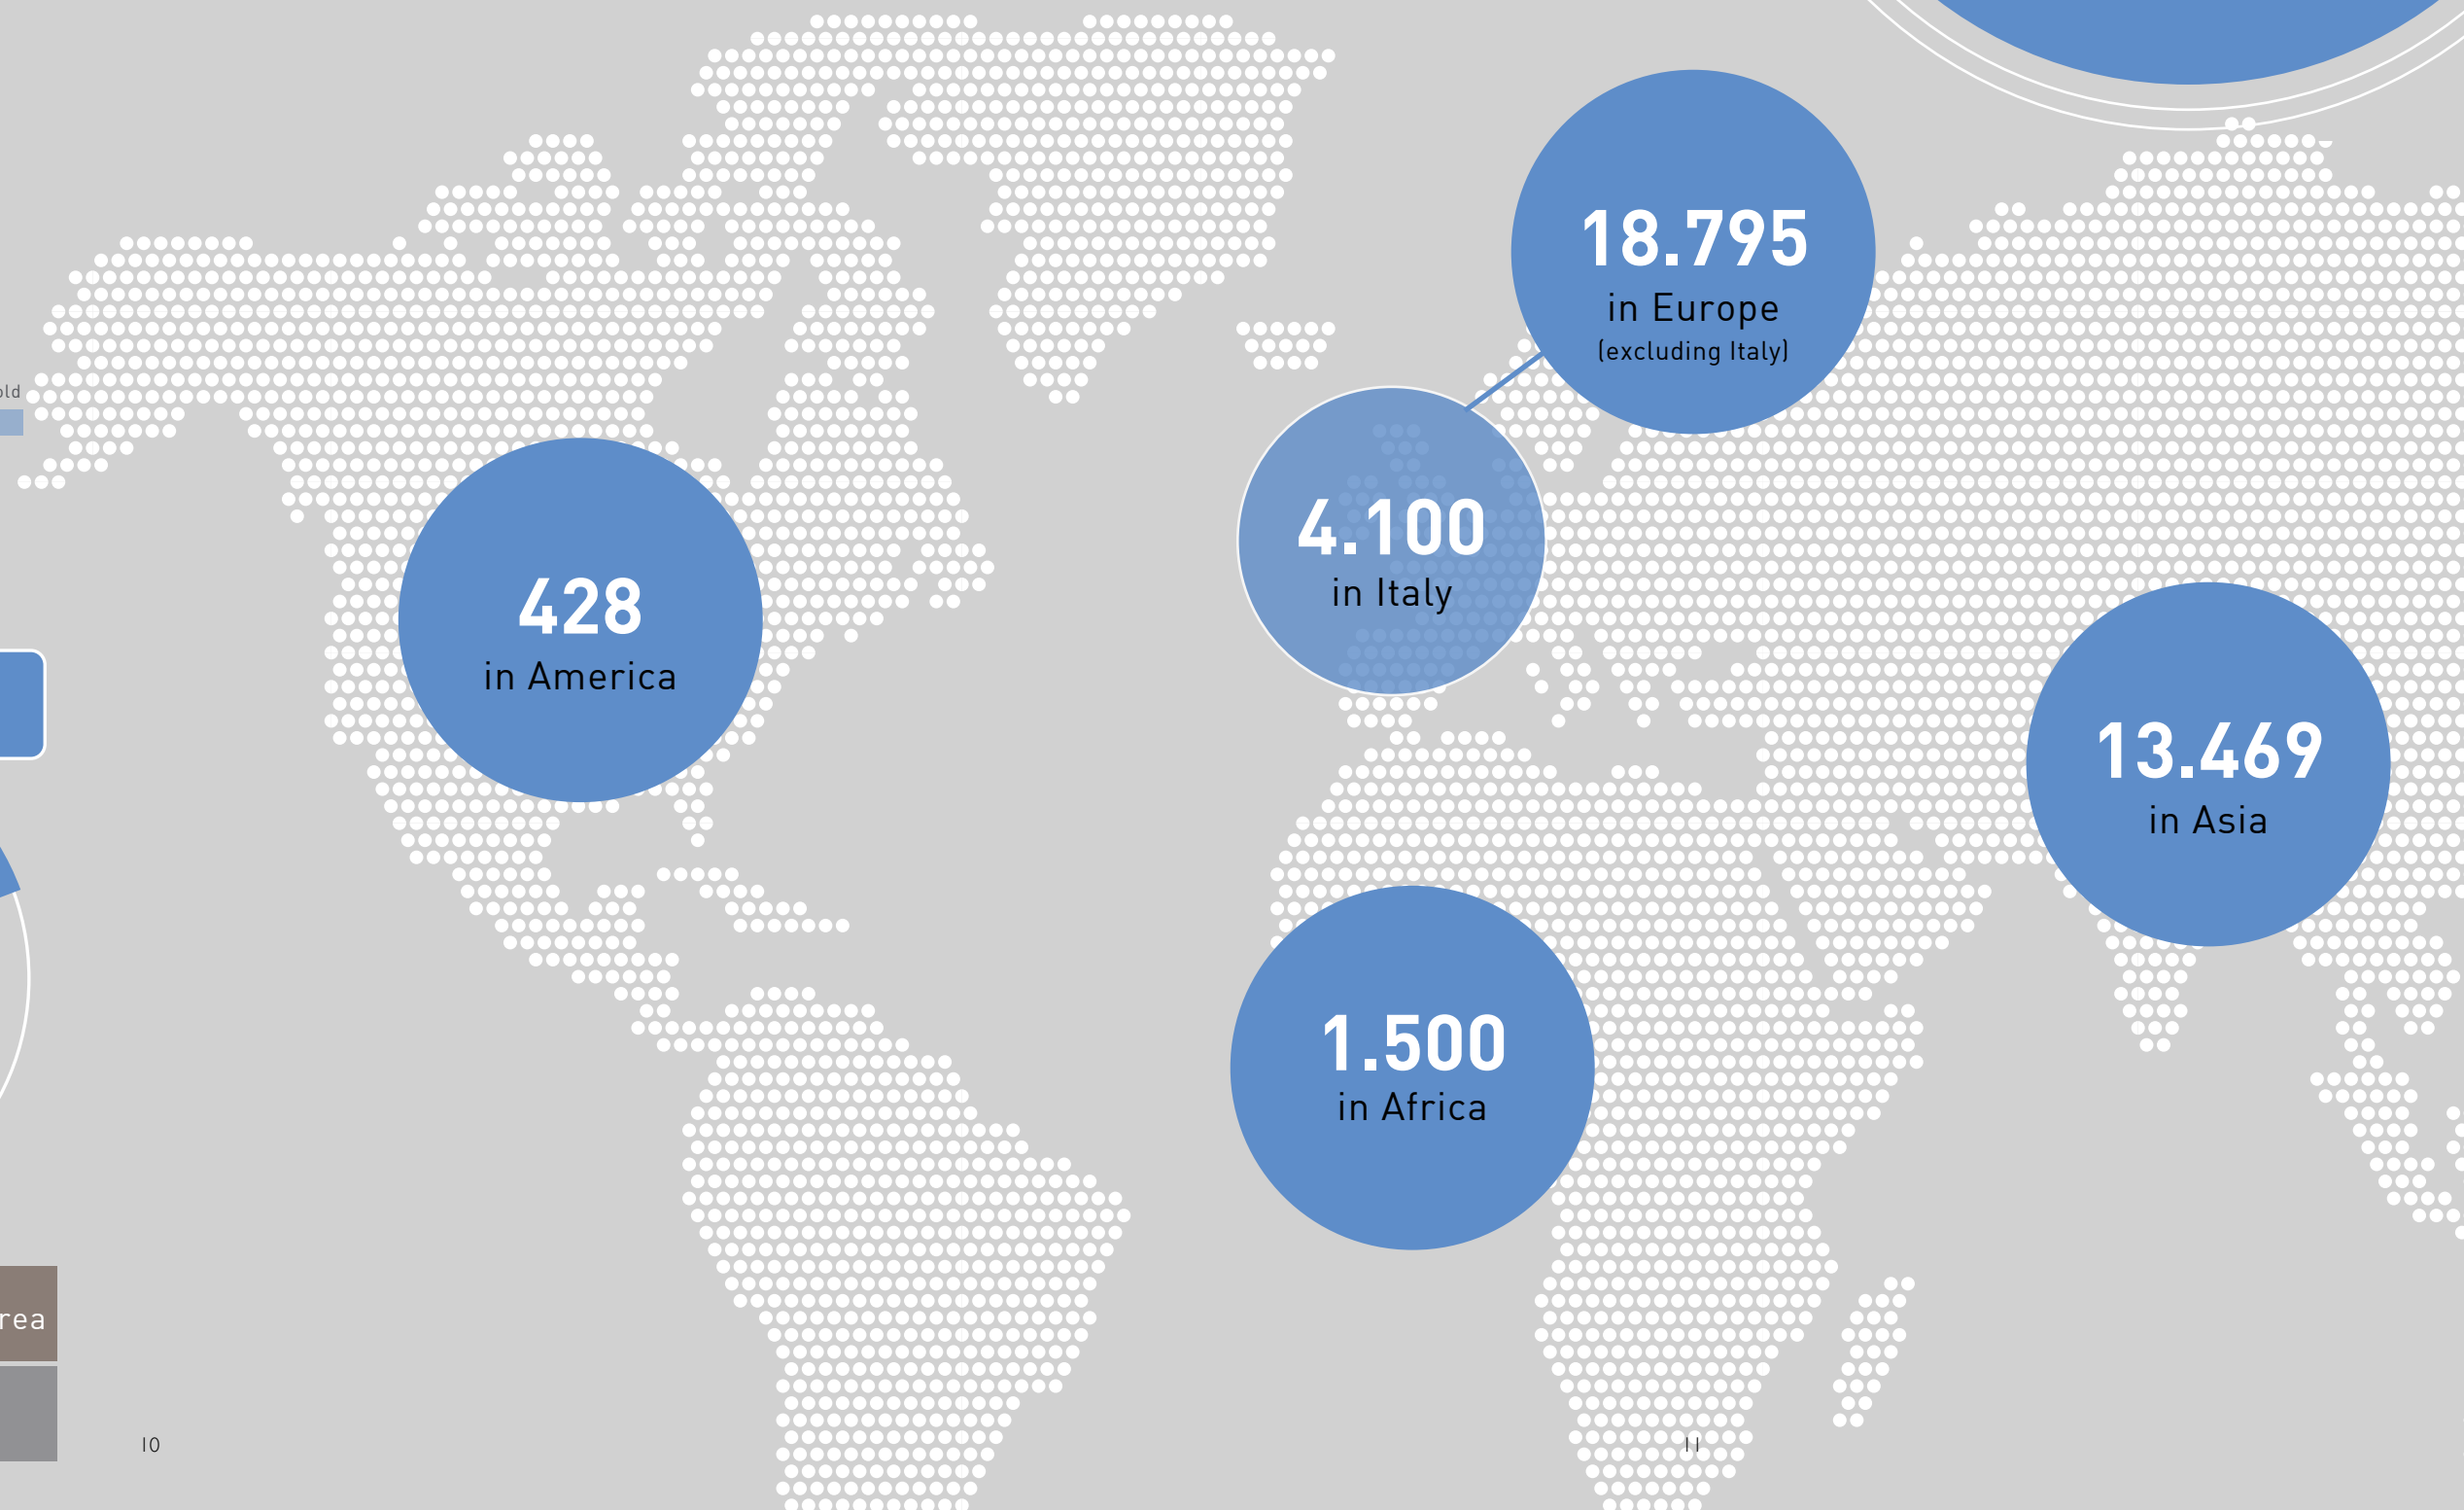 18.795
in Europe
(excluding Italy)
4.100
in Italy
428
in America
13.469
in Asia
1.500
in Africa
10
11